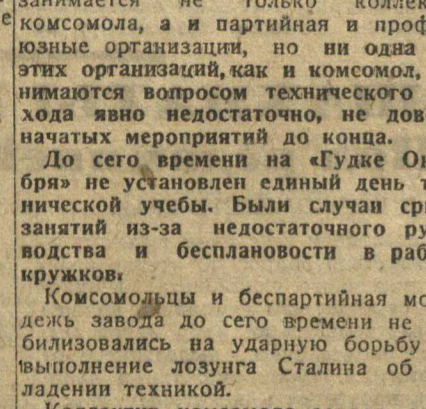 занимается не только коллек
комсомола, а и партийная и проф
юзные организации, но ни одна
этих организаций, как и комсомол,
нимаются вопросом технического
хода явно недостаточно, не дов
начатых мероприятий до конца.
До сего времени на «Гудке Ок
бря» не установлен единый день т
нической учебы. Были случаи ср
занятий из-за недостаточного ру
водства и бесплановости в раб
кружков.
Комсомольцы и беспартийная мо
дежь завода до сего времени не
билизовались на ударную борьбу
выполнение лозунга Сталина об
ладении техникой.